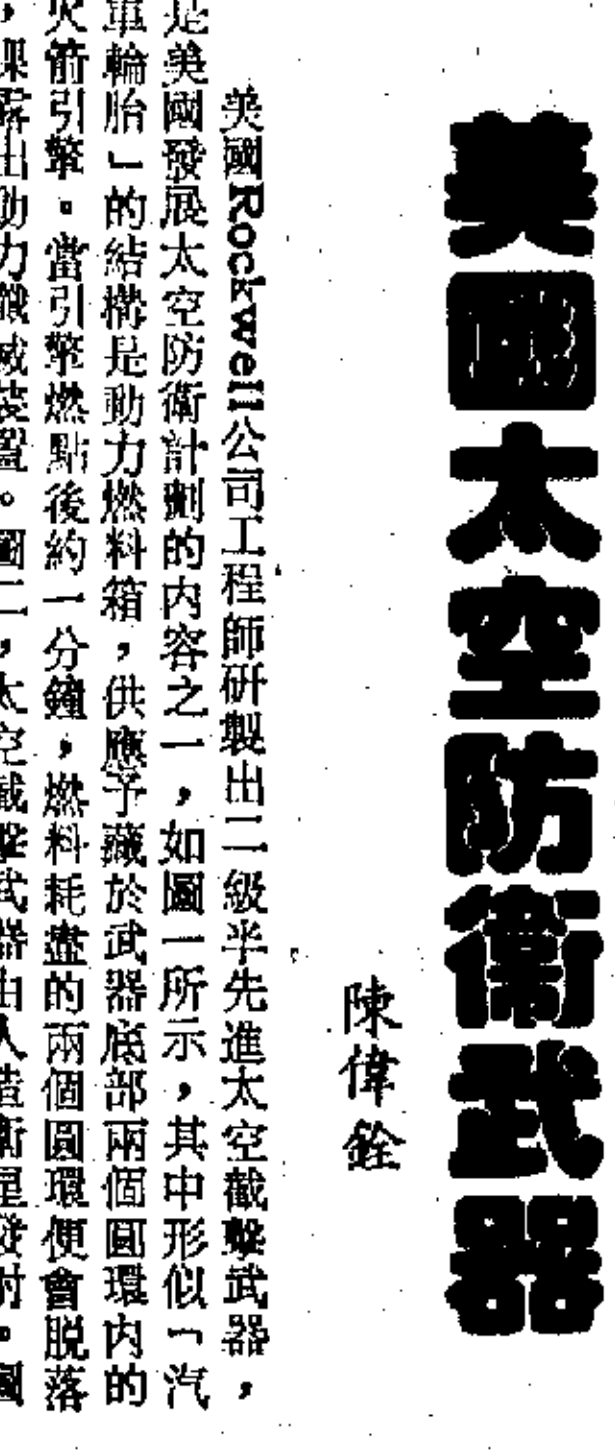 美國太空防衛武器
陳偉銓
美國Rockwell公司工程師研製出二級半先進太空截擊武器，
是美國發展太空防衛計劃的内容之一，如圖一所示，其中形似「汽
車輪胎」的結構是動力燃料箱，供應予藏於武器底部兩個圓環内的
火箭引擎。當引擎燃點後約一分鐘，燃料耗盡的兩個圓環便會脱落
，裸露出動力殲滅裝置。圖二，太空截擊武器由人造衛星發射。圖